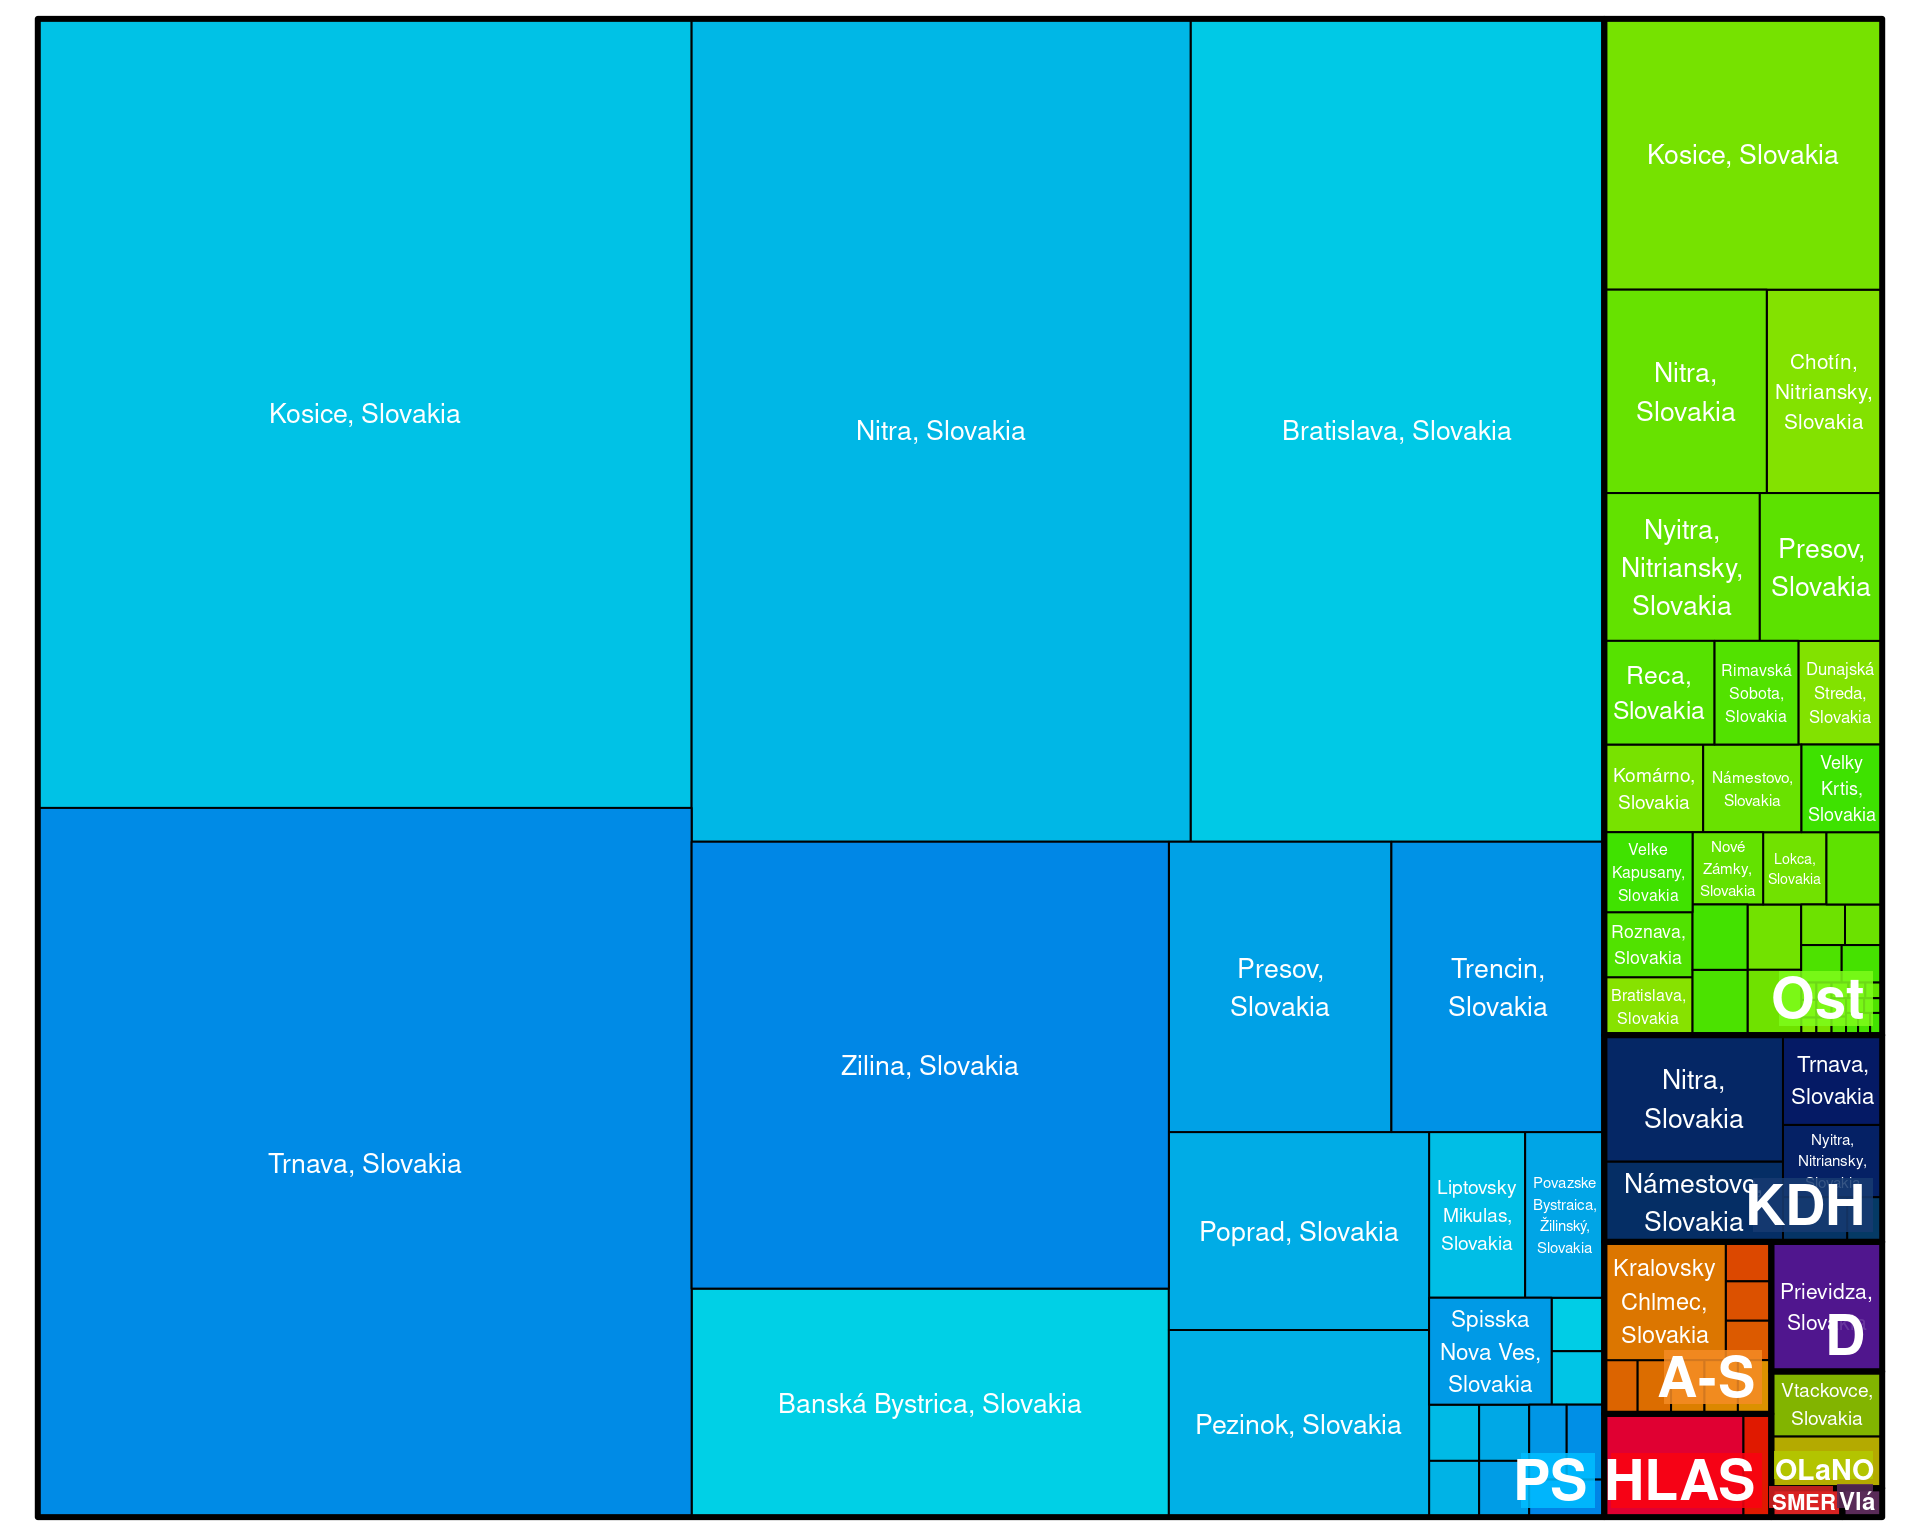 Kosice, Slovakia
Nitra, Slovakia
Bratislava, Slovakia
Trnava, Slovakia
Zilina, Slovakia
Banská Bystrica, Slovakia
Presov,
Slovakia
Trencin,
Slovakia
Poprad, Slovakia
Pezinok, Slovakia
Liptovsky
Mikulas,
Slovakia
Povazske
Bystraica,
Žilinský,
Slovakia
Spisska
Nova Ves,
Slovakia
PS
Kosice, Slovakia
Nitra,
Slovakia
Chotín,
Nitriansky,
Slovakia
Nyitra,
Nitriansky,
Slovakia
Presov,
Slovakia
Reca,
Slovakia
Rimavská
Sobota,
Slovakia
Dunajská
Streda,
Slovakia
Komárno,
Slovakia
Námestovo,
Slovakia
Velky
Krtis,
Slovakia
Velke
Kapusany,
Slovakia
Nové
Zámky,
Slovakia
Lokca,
Slovakia
Roznava,
Slovakia
Bratislava,
Slovakia
Ost
Nitra,
Slovakia
Trnava,
Slovakia
Nyitra,
Nitriansky,
Slovakia
Námestovo,
Slovakia
KDH
Kralovsky
Chlmec,
Slovakia
A-S
Prievidza,
Slovakia
D
HLAS
Vtackovce,
Slovakia
OLaNO
SMER
Vlá